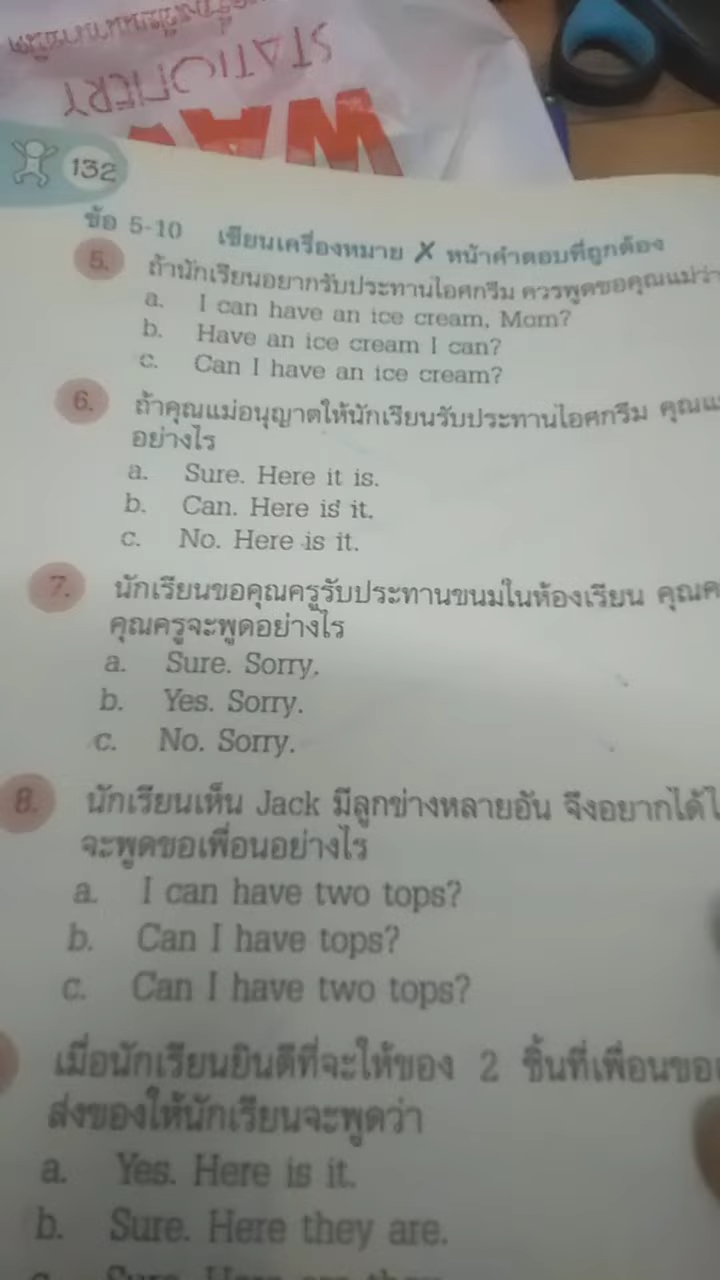 STATIONERY
WA
132
ข้อ 5-10 เขียนเครื่องหมาย X หน้าคำตอบที่ถูกต้อง
5. ถ้านักเรียนอยากรับประทานไอศกรีม ควรพูดขอคุณแม่ว่า
a. I can have an ice cream, Mom?
b. Have an ice cream I can?
c. Can I have an ice cream?
6. ถ้าคุณแม่อนุญาตให้นักเรียนรับประทานไอศกรีม
อย่างไร
a. Sure. Here it is.
b. Can. Here is it.
c. No. Here is it.
7. นักเรียนขอคุณครูรับประทานขนมในห้องเรียน
คุณครูจะพูดอย่างไร
a. Sure. Sorry.
b. Yes. Sorry.
c. No. Sorry.
8. นักเรียนเห็น Jack มีลูกข่างหลายอัน จึงอยากได้
จะพูดขอเพื่อนอย่างไร
a. I can have two tops?
b. Can I have tops?
c. Can I have two tops?
เมื่อนักเรียนยินดีที่จะให้ของ 2 ชิ้นที่เพื่อนขอ
ส่งของให้นักเรียนจะพูดว่า
a. Yes. Here is it.
b. Sure. Here they are.